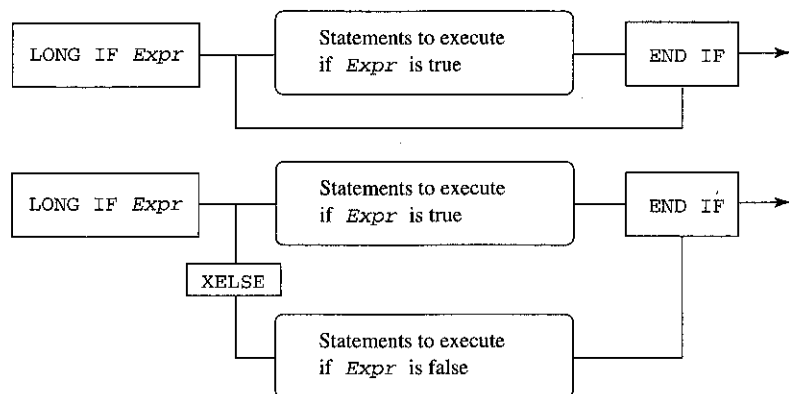 LONG IF Expr
Statements to execute
if Expr is true
END IF
LONG IF Expr
Statements to execute
if Expr is true
END IF
XELSE
Statements to execute
if Expr is false